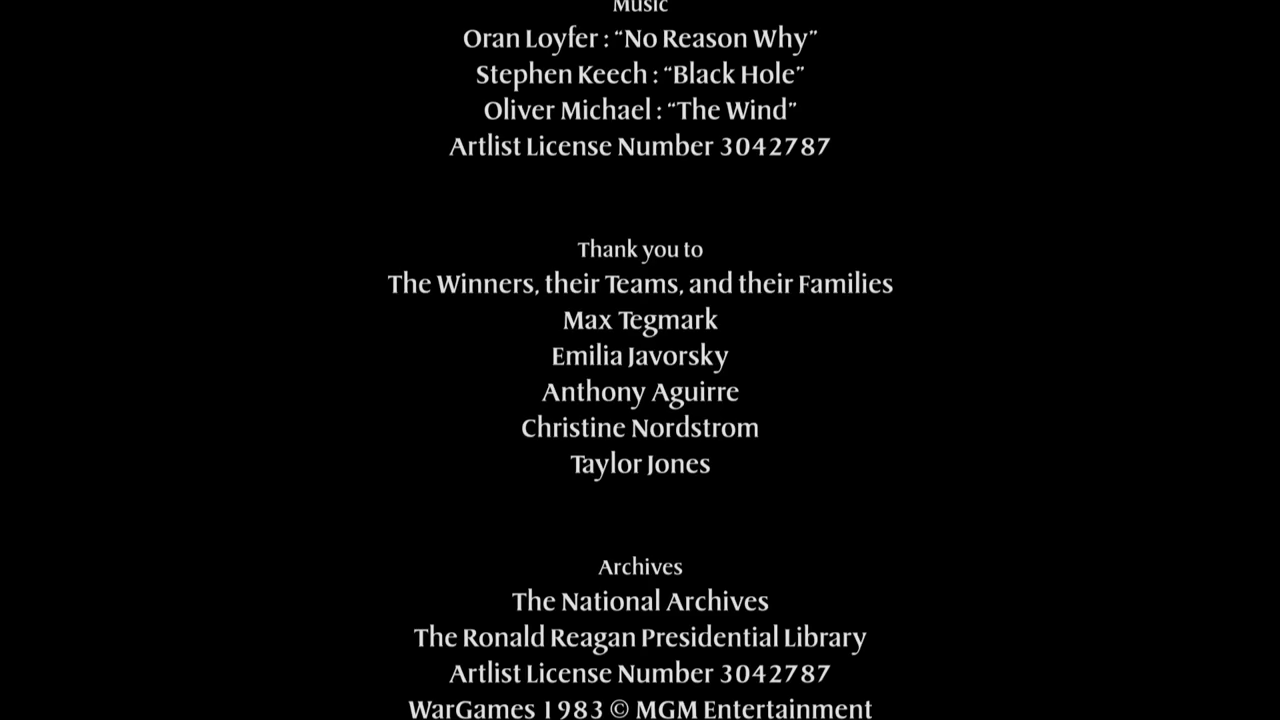 Music
Oran Loyfer : “No Reason Why”
Stephen Keech : “Black Hole”
Oliver Michael : “The Wind”
Artlist License Number 3042787
Thank you to
The Winners, their Teams, and their Families
Max Tegmark
Emilia Javorsky
Anthony Aguirre
Christine Nordstrom
Taylor Jones
Archives
The National Archives
The Ronald Reagan Presidential Library
Artlist License Number 3042787
WarGames 1983 © MGM Entertainment